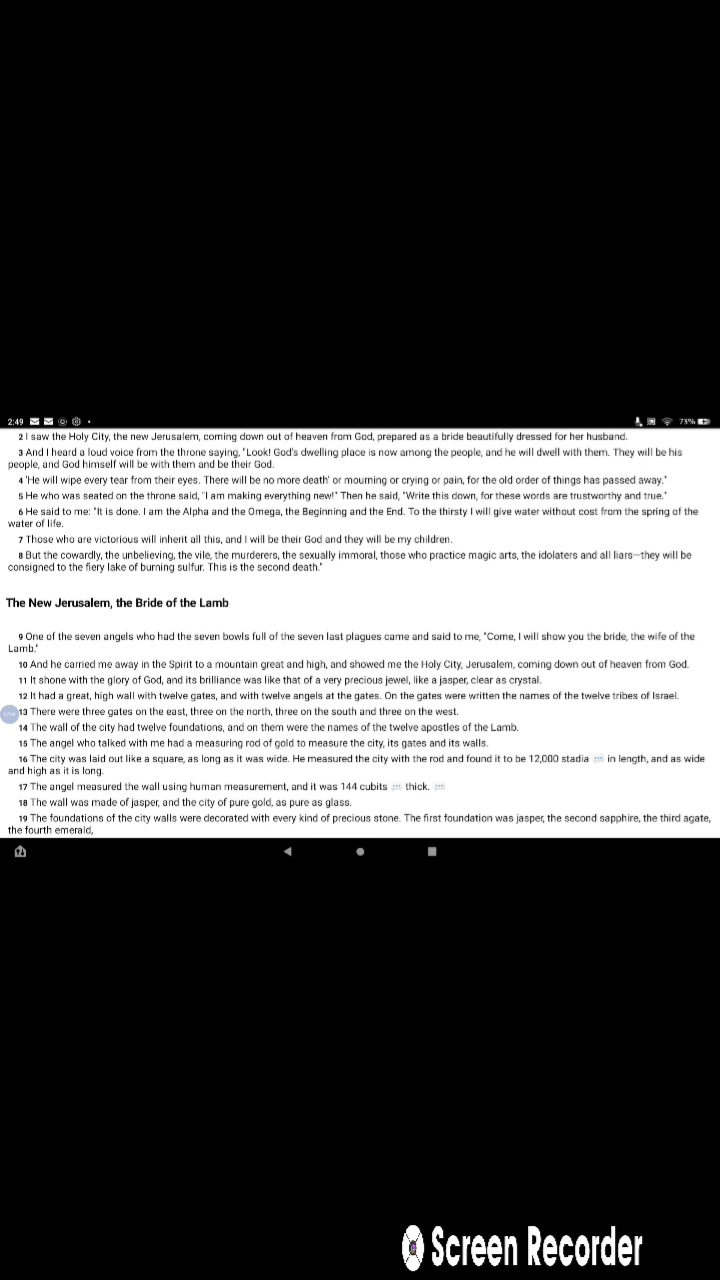 2:49
73%
2 I saw the Holy City, the new Jerusalem, coming down out of heaven from God, prepared as a bride beautifully dressed for her husband.
3 And I heard a loud voice from the throne saying, "Look! God's dwelling place is now among the people, and he will dwell with them. They will be his
people, and God himself will be with them and be their God.
4 'He will wipe every tear from their eyes. There will be no more death' or mourning or crying or pain, for the old order of things has passed away."
5 He who was seated on the throne said, "I am making everything new!" Then he said, "Write this down, for these words are trustworthy and true."
6 He said to me: "It is done. I am the Alpha and the Omega, the Beginning and the End. To the thirsty I will give water without cost from the spring of the
water of life.
7 Those who are victorious will inherit all this, and I will be their God and they will be my children.
8 But the cowardly, the unbelieving, the vile, the murderers, the sexually immoral, those who practice magic arts, the idolaters and all liars—they will be
consigned to the fiery lake of burning sulfur. This is the second death."
The New Jerusalem, the Bride of the Lamb
9 One of the seven angels who had the seven bowls full of the seven last plagues came and said to me, "Come, I will show you the bride, the wife of the
Lamb."
10 And he carried me away in the Spirit to a mountain great and high, and showed me the Holy City, Jerusalem, coming down out of heaven from God.
11 It shone with the glory of God, and its brilliance was like that of a very precious jewel, like a jasper, clear as crystal.
12 It had a great, high wall with twelve gates, and with twelve angels at the gates. On the gates were written the names of the twelve tribes of Israel.
13 There were three gates on the east, three on the north, three on the south and three on the west.
14 The wall of the city had twelve foundations, and on them were the names of the twelve apostles of the Lamb.
15 The angel who talked with me had a measuring rod of gold to measure the city, its gates and its walls.
16 The city was laid out like a square, as long as it was wide. He measured the city with the rod and found it to be 12,000 stadia in length, and as wide
and high as it is long.
17 The angel measured the wall using human measurement, and it was 144 cubits thick.
18 The wall was made of jasper, and the city of pure gold, as pure as glass.
19 The foundations of the city walls were decorated with every kind of precious stone. The first foundation was jasper, the second sapphire, the third agate,
the fourth emerald,
Screen Recorder